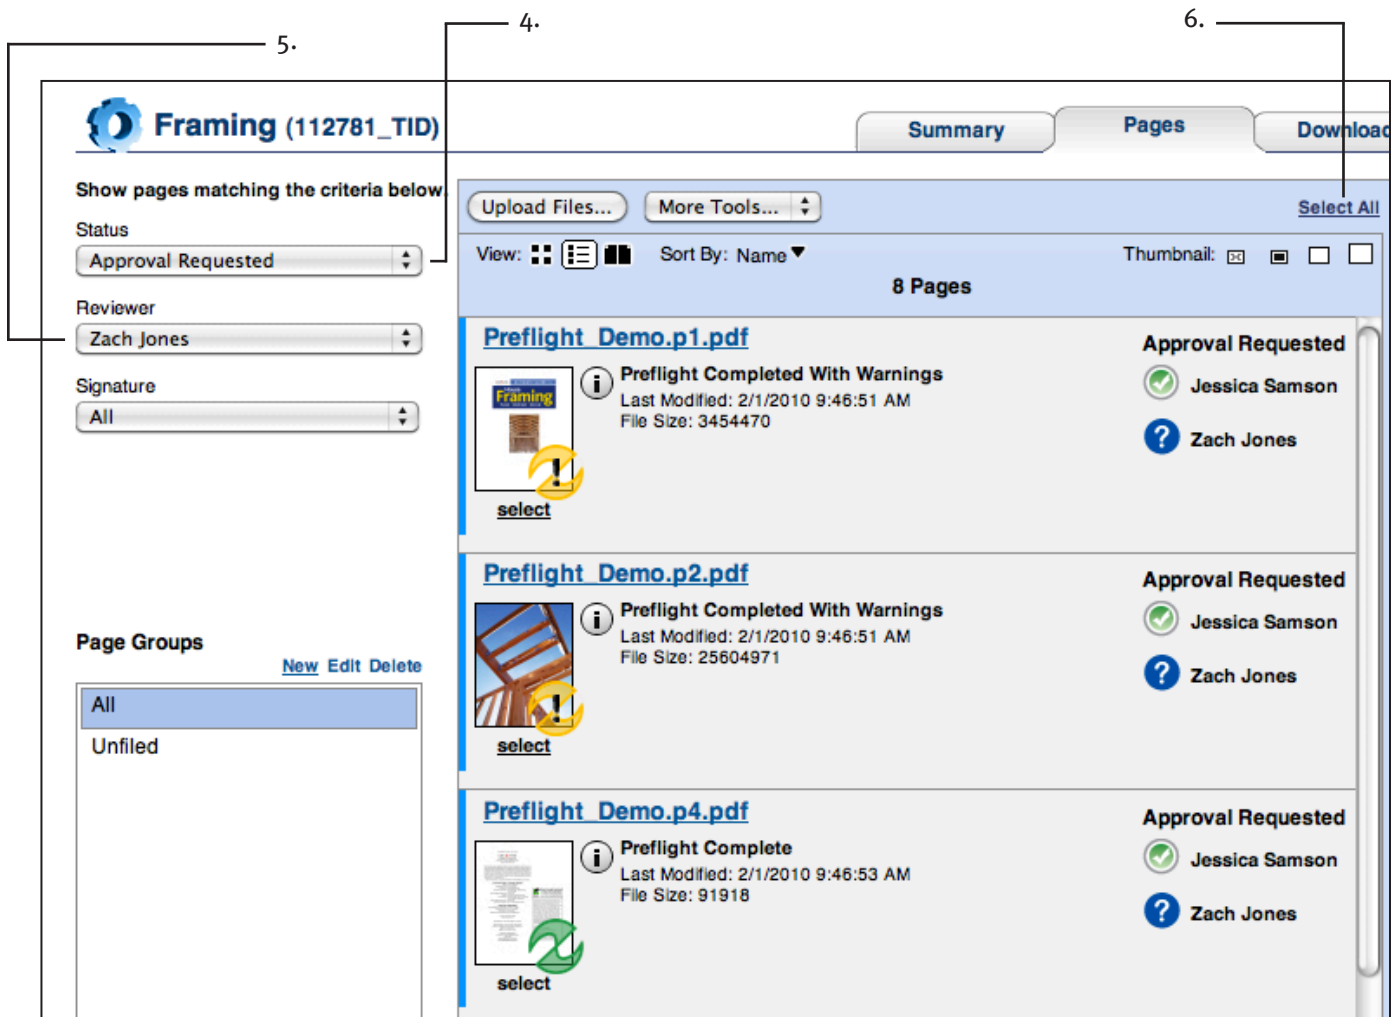 4.
6.
5.
Framing (112781_TID)
Summary
Pages
Download
Show pages matching the criteria below.
Status
Approval Requested
Reviewer
Zach Jones
Signature
All
Page Groups
New Edit Delete
All
Unfiled
Upload Files...
More Tools...
Select All
View:
Sort By: Name
Thumbnail:
8 Pages
Preflight_Demo.p1.pdf
Framing
Preflight Completed With Warnings
Last Modified: 2/1/2010 9:46:51 AM
File Size: 3454470
select
Approval Requested
Jessica Samson
Zach Jones
Preflight_Demo.p2.pdf
Preflight Completed With Warnings
Last Modified: 2/1/2010 9:46:51 AM
File Size: 25604971
select
Approval Requested
Jessica Samson
Zach Jones
Preflight_Demo.p4.pdf
Preflight Complete
Last Modified: 2/1/2010 9:46:53 AM
File Size: 91918
select
Approval Requested
Jessica Samson
Zach Jones